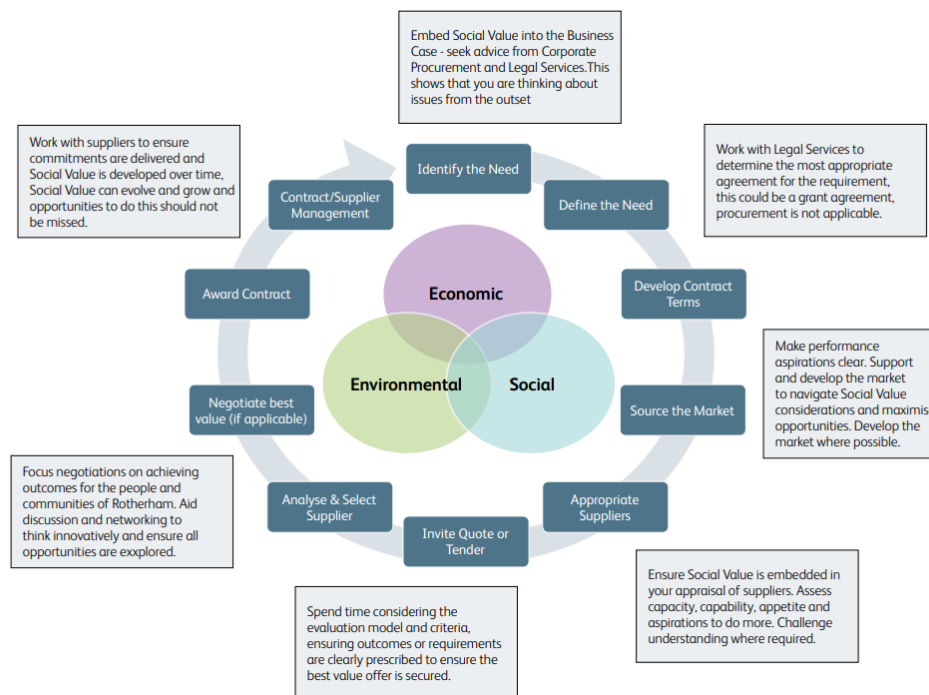 Embed Social Value into the Business
Case - seek advice from Corporate
Procurement and Legal Services.This
shows that you are thinking about
issues from the outset
Work with suppliers to ensure
commitments are delivered and
Social Value is developed over time,
Social Value can evolve and grow and
opportunities to do this should not
be missed.
Work with Legal Services to
determine the most appropriate
agreement for the requirement,
this could be a grant agreement,
procurement is not applicable.
Identify the Need
Define the Need
Develop Contract
Terms
Source the Market
Appropriate
Suppliers
Invite Quote or
Tender
Analyse & Select
Supplier
Negotiate best
value (if applicable)
Award Contract
Contract/Supplier
Management
Economic
Environmental
Social
Make performance
aspirations clear. Support
and develop the market
to navigate Social Value
considerations and maximis
opportunities. Develop the
market where possible.
Focus negotiations on achieving
outcomes for the people and
communities of Rotherham. Aid
discussion and networking to
think innovatively and ensure all
opportunities are exxplored.
Ensure Social Value is embedded in
your appraisal of suppliers. Assess
capacity, capability, appetite and
aspirations to do more. Challenge
understanding where required.
Spend time considering the
evaluation model and criteria,
ensuring outcomes or requirements
are clearly prescribed to ensure the
best value offer is secured.